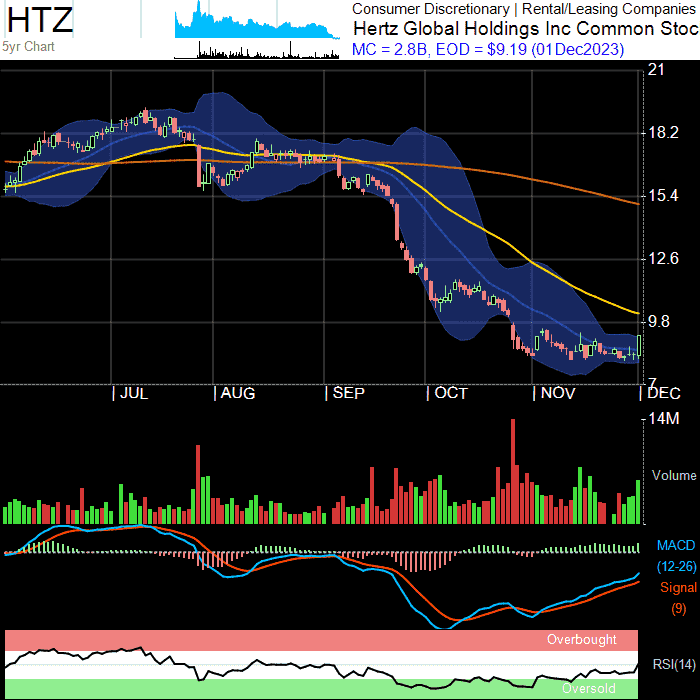 HTZ
5yr Chart
Consumer Discretionary | Rental/Leasing Companies
Hertz Global Holdings Inc Common Stoc
MC = 2.8B, EOD = $9.19 (01Dec2023)
21
18.2
15.4
12.6
9.8
7
JUL AUG SEP OCT NOV DEC
14M
Volume
MACD
(12-26)
Signal
(9)
Overbought
RSI(14)
Oversold